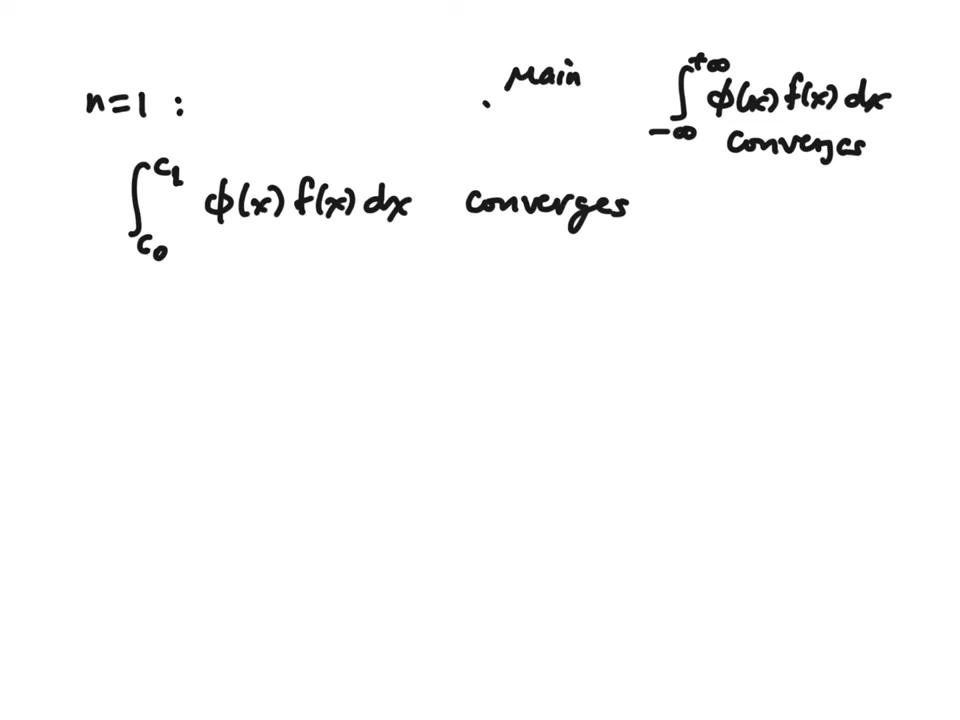 n=1 :
Main
∫_{-∞}^{+∞} φ(x) f(x) dx
converges
∫_{c_0}^{c_1} φ(x) f(x) dx converges